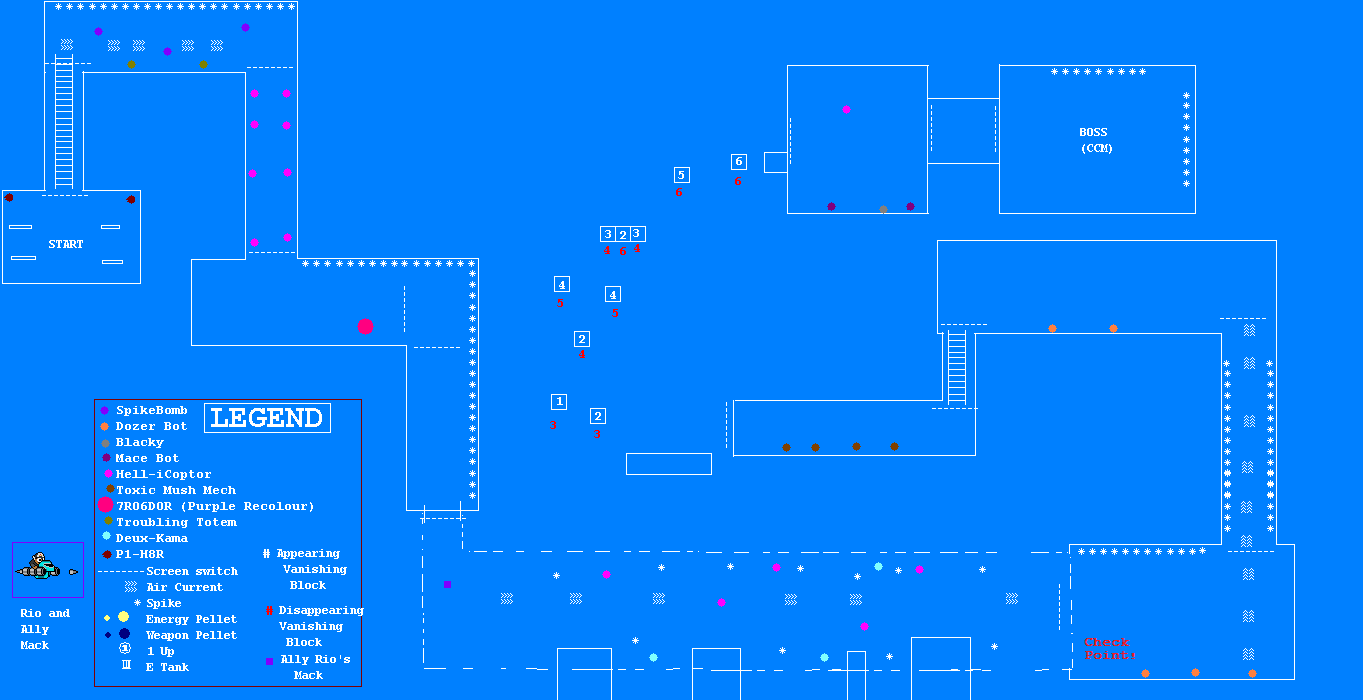 START
BOSS
(CCM)
6
5
6
6
3 2 3
4 6 4
4
4
5
5
2
4
1
2
3
3
LEGEND
SpikeBomb
Dozer Bot
Blacky
Mace Bot
Hell-iCoptor
Toxic Mush Mech
7R06D0R (Purple Recolour)
Troubling Totem
Deux-Kama
P1-H8R
Screen switch
Air Current
Spike
Energy Pellet
Weapon Pellet
1 Up
E Tank
# Appearing
Vanishing
Block
# Disappearing
Vanishing
Block
Ally Rio's
Mack
Rio and
Ally
Mack
Check
Point: